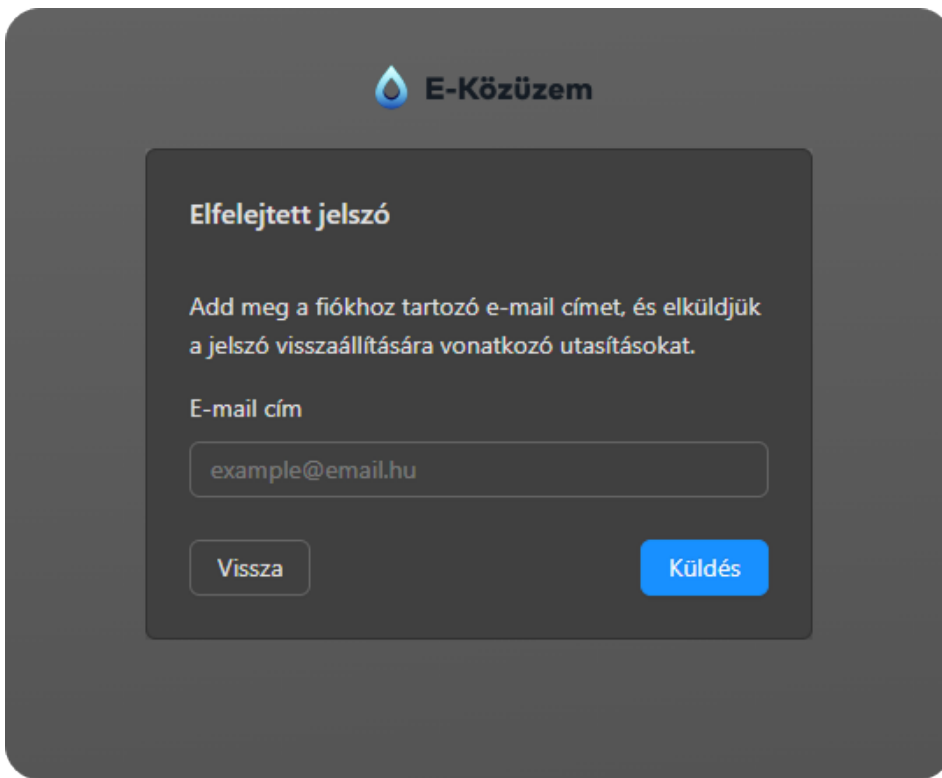 E-Közüzem
Elfelejtett jelszó
Add meg a fiókhoz tartozó e-mail címet, és elküldjük
a jelszó visszaállítására vonatkozó utasításokat.
E-mail cím
example@email.hu
Vissza
Küldés